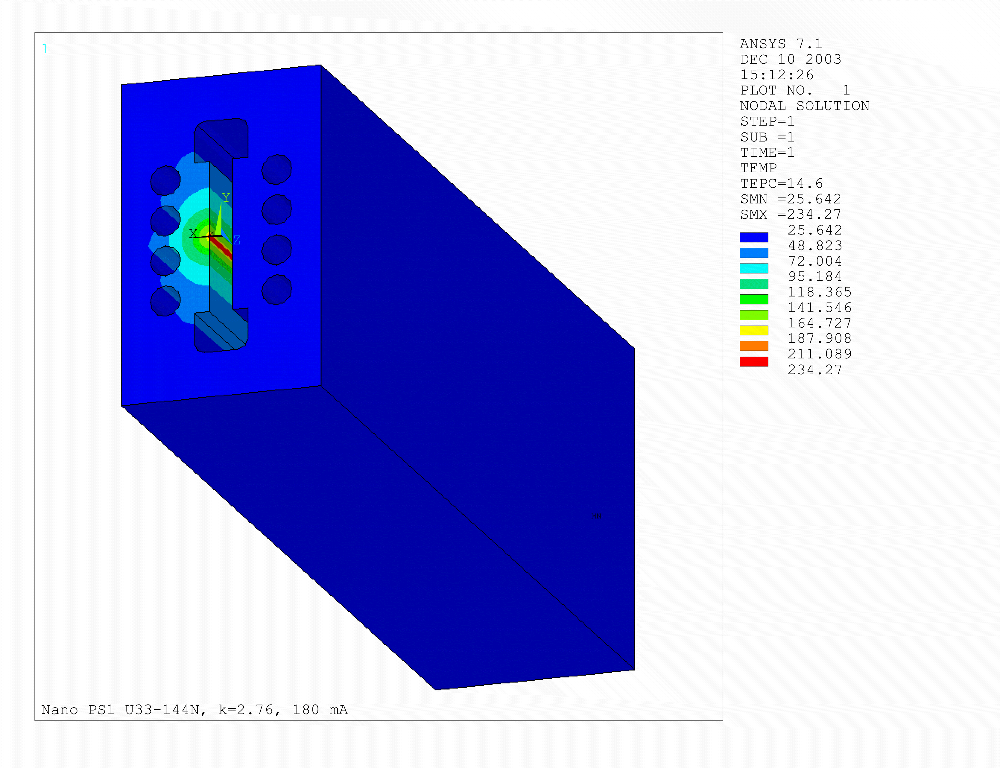 1
ANSYS 7.1
DEC 10 2003
15:12:26
PLOT NO.   1
NODAL SOLUTION
STEP=1
SUB =1
TIME=1
TEMP
TEPC=14.6
SMN =25.642
SMX =234.27
25.642
48.823
72.004
95.184
118.365
141.546
164.727
187.908
211.089
234.27
Y
X
M
Z
MN
Nano PS1 U33-144N, k=2.76, 180 mA